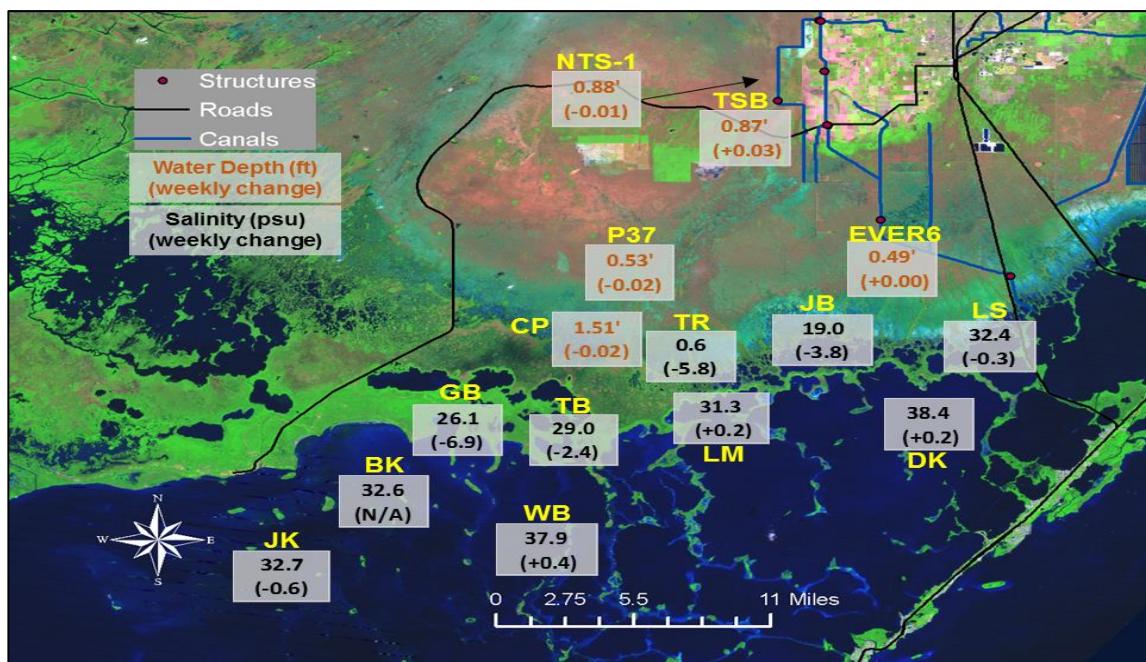 NTS-1
0.88'
(-0.01)
TSB
0.87'
(+0.03)
Structures
Roads
Canals
Water Depth (ft)
(weekly change)
Salinity (psu)
(weekly change)
P37
0.53'
(-0.02)
EVER6
0.49'
(+0.00)
CP
1.51'
(-0.02)
TR
0.6
(-5.8)
JB
19.0
(-3.8)
LS
32.4
(-0.3)
GB
26.1
(-6.9)
TB
29.0
(-2.4)
31.3
(+0.2)
LM
38.4
(+0.2)
DK
BK
32.6
(N/A)
WB
37.9
(+0.4)
JK
32.7
(-0.6)
N
W E
S
0 2.75 5.5 11 Miles